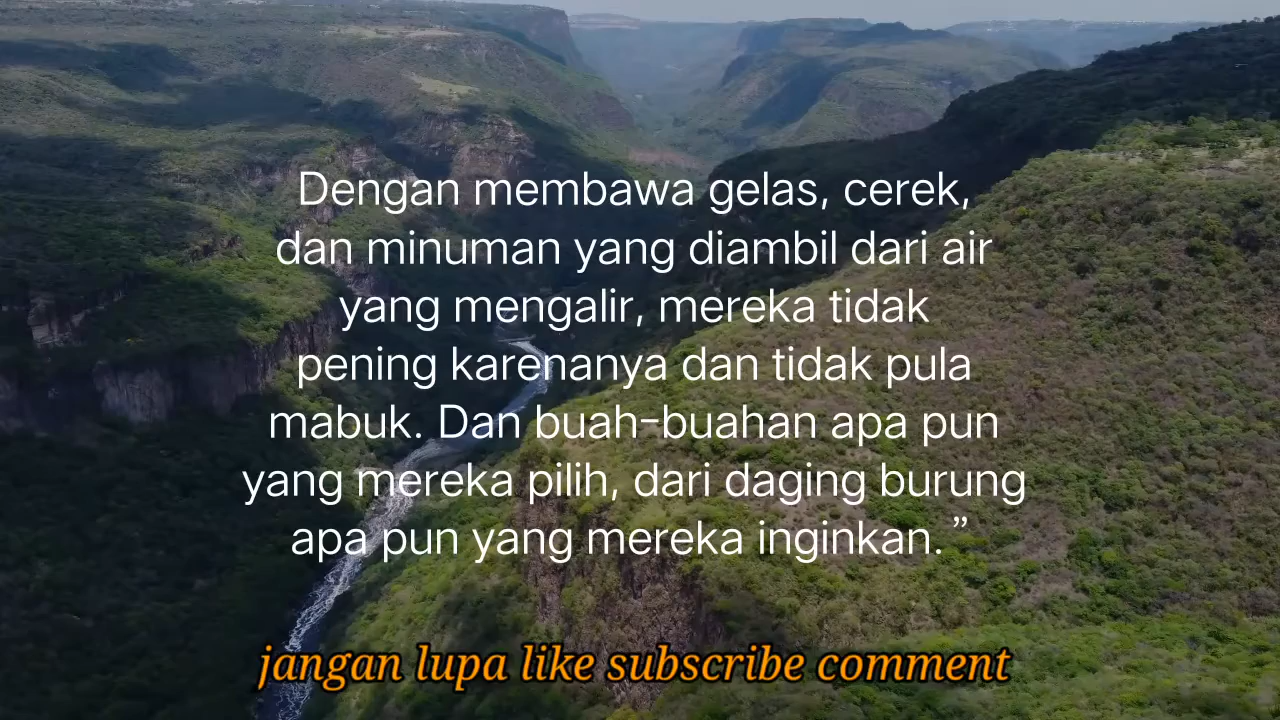 Dengan membawa gelas, cerek,
dan minuman yang diambil dari air
yang mengalir, mereka tidak
pening karenanya dan tidak pula
mabuk. Dan buah-buahan apa pun
yang mereka pilih, dari daging burung
apa pun yang mereka inginkan. ”
jangan lupa like subscribe comment